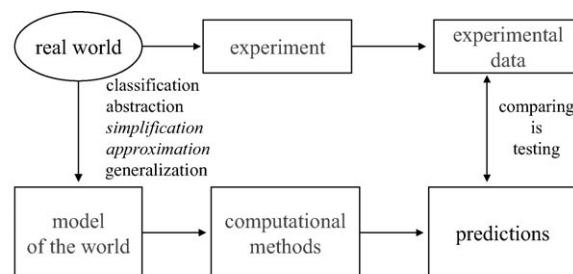 real world
experiment
experimental
data
classification
abstraction
simplification
approximation
generalization
comparing
is
testing
model
of the world
computational
methods
predictions